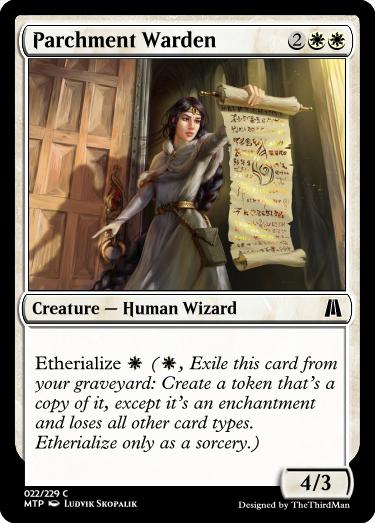 Parchment Warden 2
Creature — Human Wizard
Etherialize (, Exile this card from
your graveyard: Create a token that's a
copy of it, except it's an enchantment
and loses all other card types.
Etherialize only as a sorcery.)
4/3
022/229 C
MTP Ludvik Skopalik
Designed by TheThirdMan